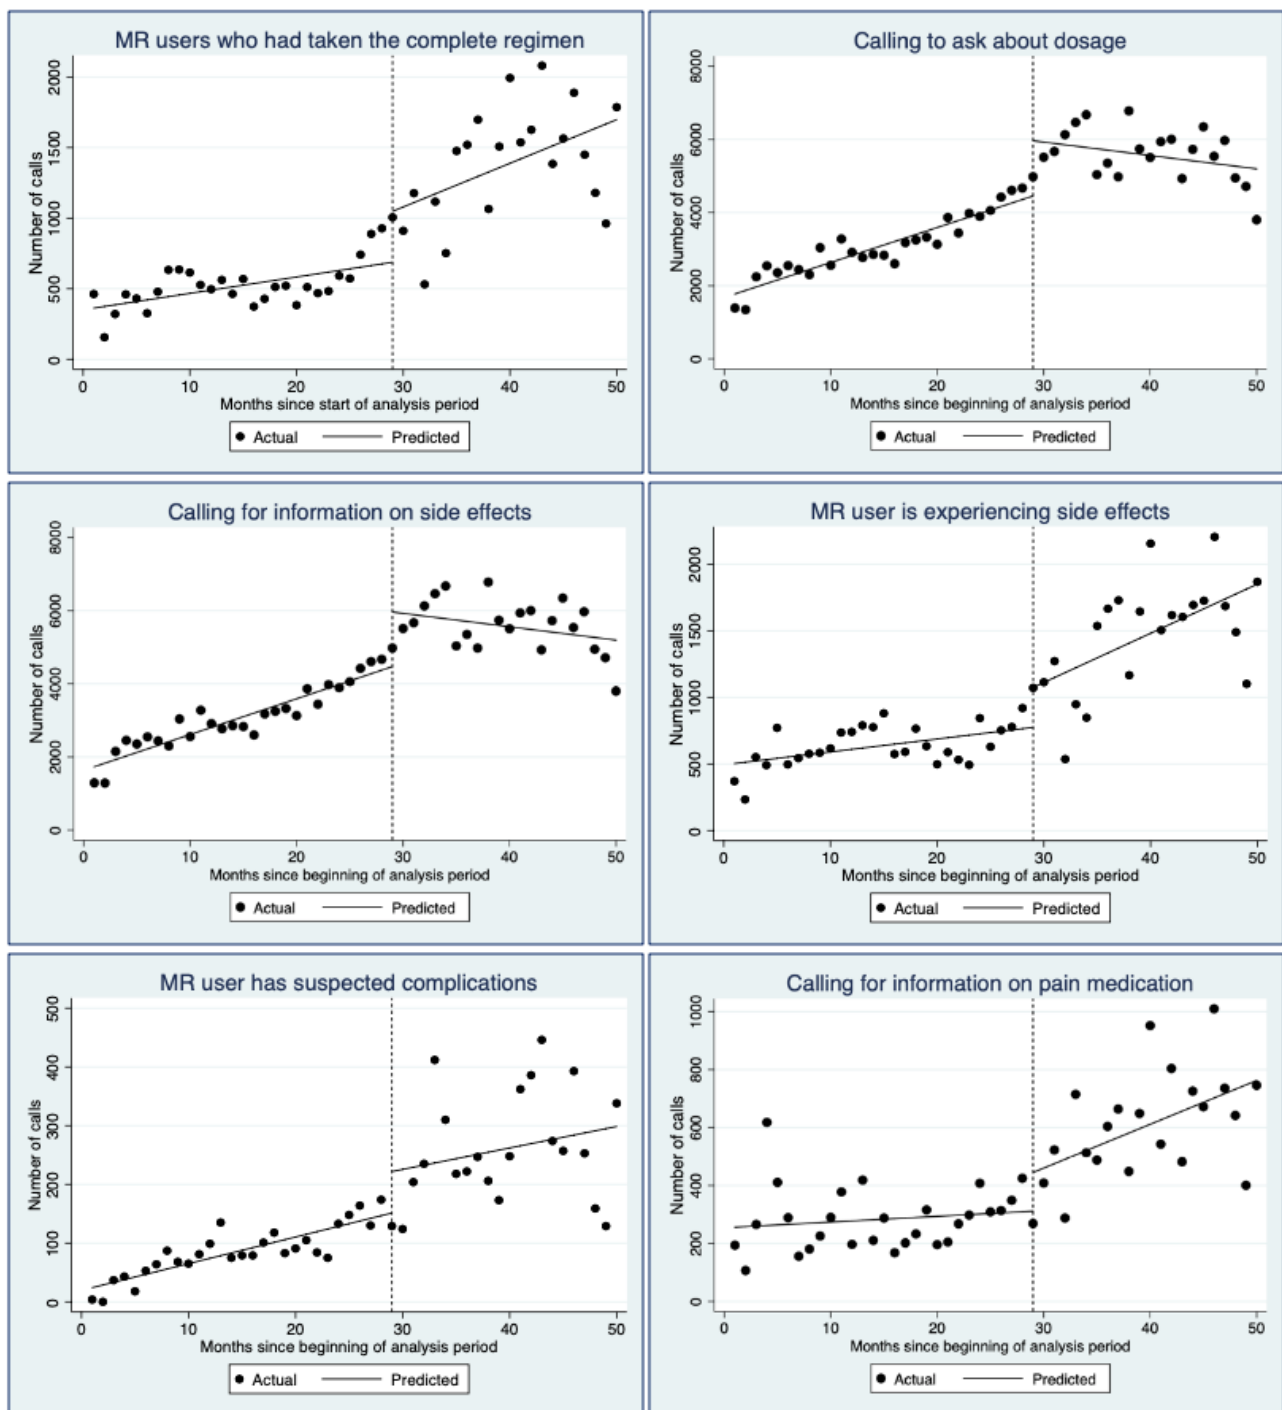 MR users who had taken the complete regimen
Number of calls
2000
1500
1000
500
0
0 10 20 30 40 50
Months since start of analysis period
Actual Predicted
Calling to ask about dosage
Number of calls
8000
6000
4000
2000
0
0 10 20 30 40 50
Months since beginning of analysis period
Actual Predicted
Calling for information on side effects
Number of calls
8000
6000
4000
2000
0
0 10 20 30 40 50
Months since beginning of analysis period
Actual Predicted
MR user is experiencing side effects
Number of calls
2000
1500
1000
500
0
0 10 20 30 40 50
Months since beginning of analysis period
Actual Predicted
MR user has suspected complications
Number of calls
500
400
300
200
100
0
0 10 20 30 40 50
Months since beginning of analysis period
Actual Predicted
Calling for information on pain medication
Number of calls
1000
800
600
400
200
0
0 10 20 30 40 50
Months since beginning of analysis period
Actual Predicted